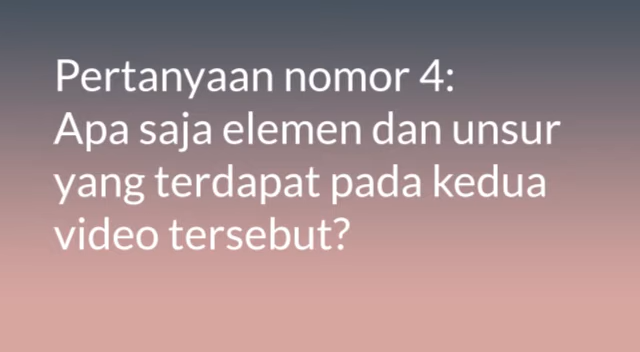 Pertanyaan nomor 4:
Apa saja elemen dan unsur
yang terdapat pada kedua
video tersebut?